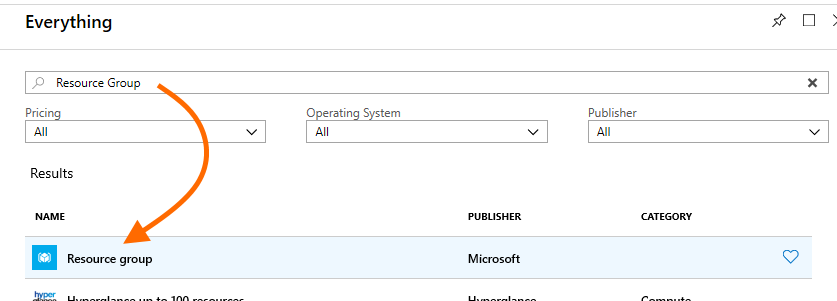 Everything
Resource Group
Pricing Operating System Publisher
All All All
Results
NAME PUBLISHER CATEGORY
Resource group Microsoft
hyper Hyperglance up to 100 resources Hyperglance Compute